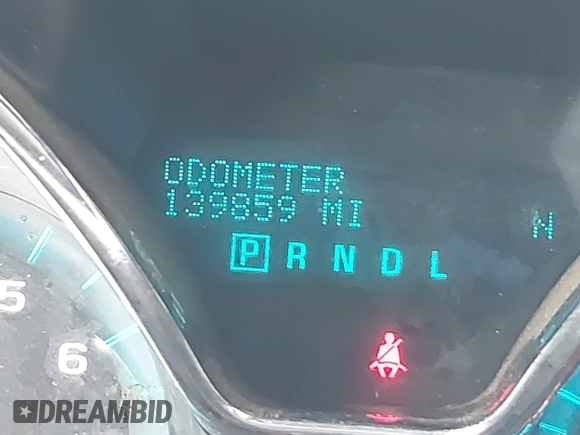 ODOMETER
139859 MI
N
P R N D L
5
6
DREAMBID